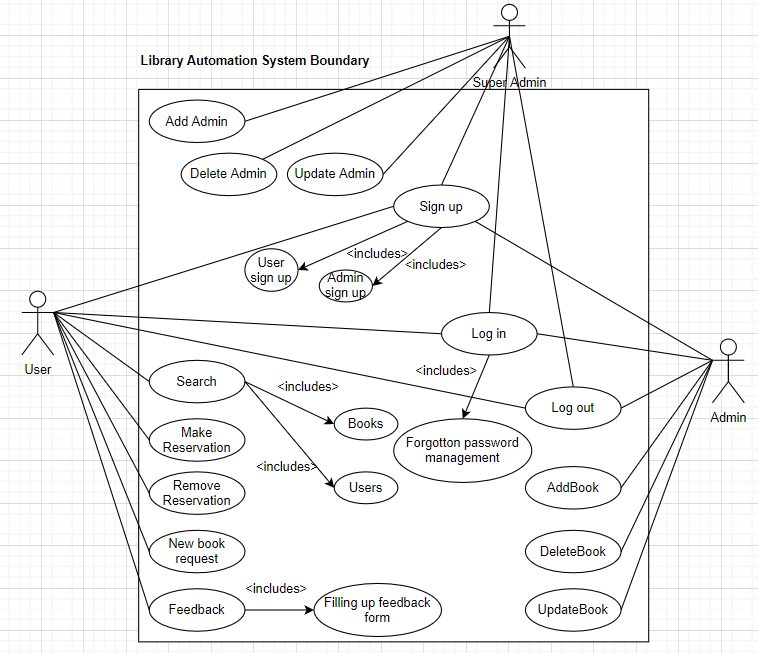 Super Admin
Library Automation System Boundary
Add Admin
Delete Admin
Update Admin
Sign up
<includes>
<includes>
User
sign up
Admin
sign up
User
Log in
Admin
<includes>
Search
<includes>
Log out
Books
Make
Reservation
Forgotton password
management
<includes>
Remove
Reservation
Users
AddBook
New book
request
DeleteBook
<includes>
Feedback
Filling up feedback
form
UpdateBook